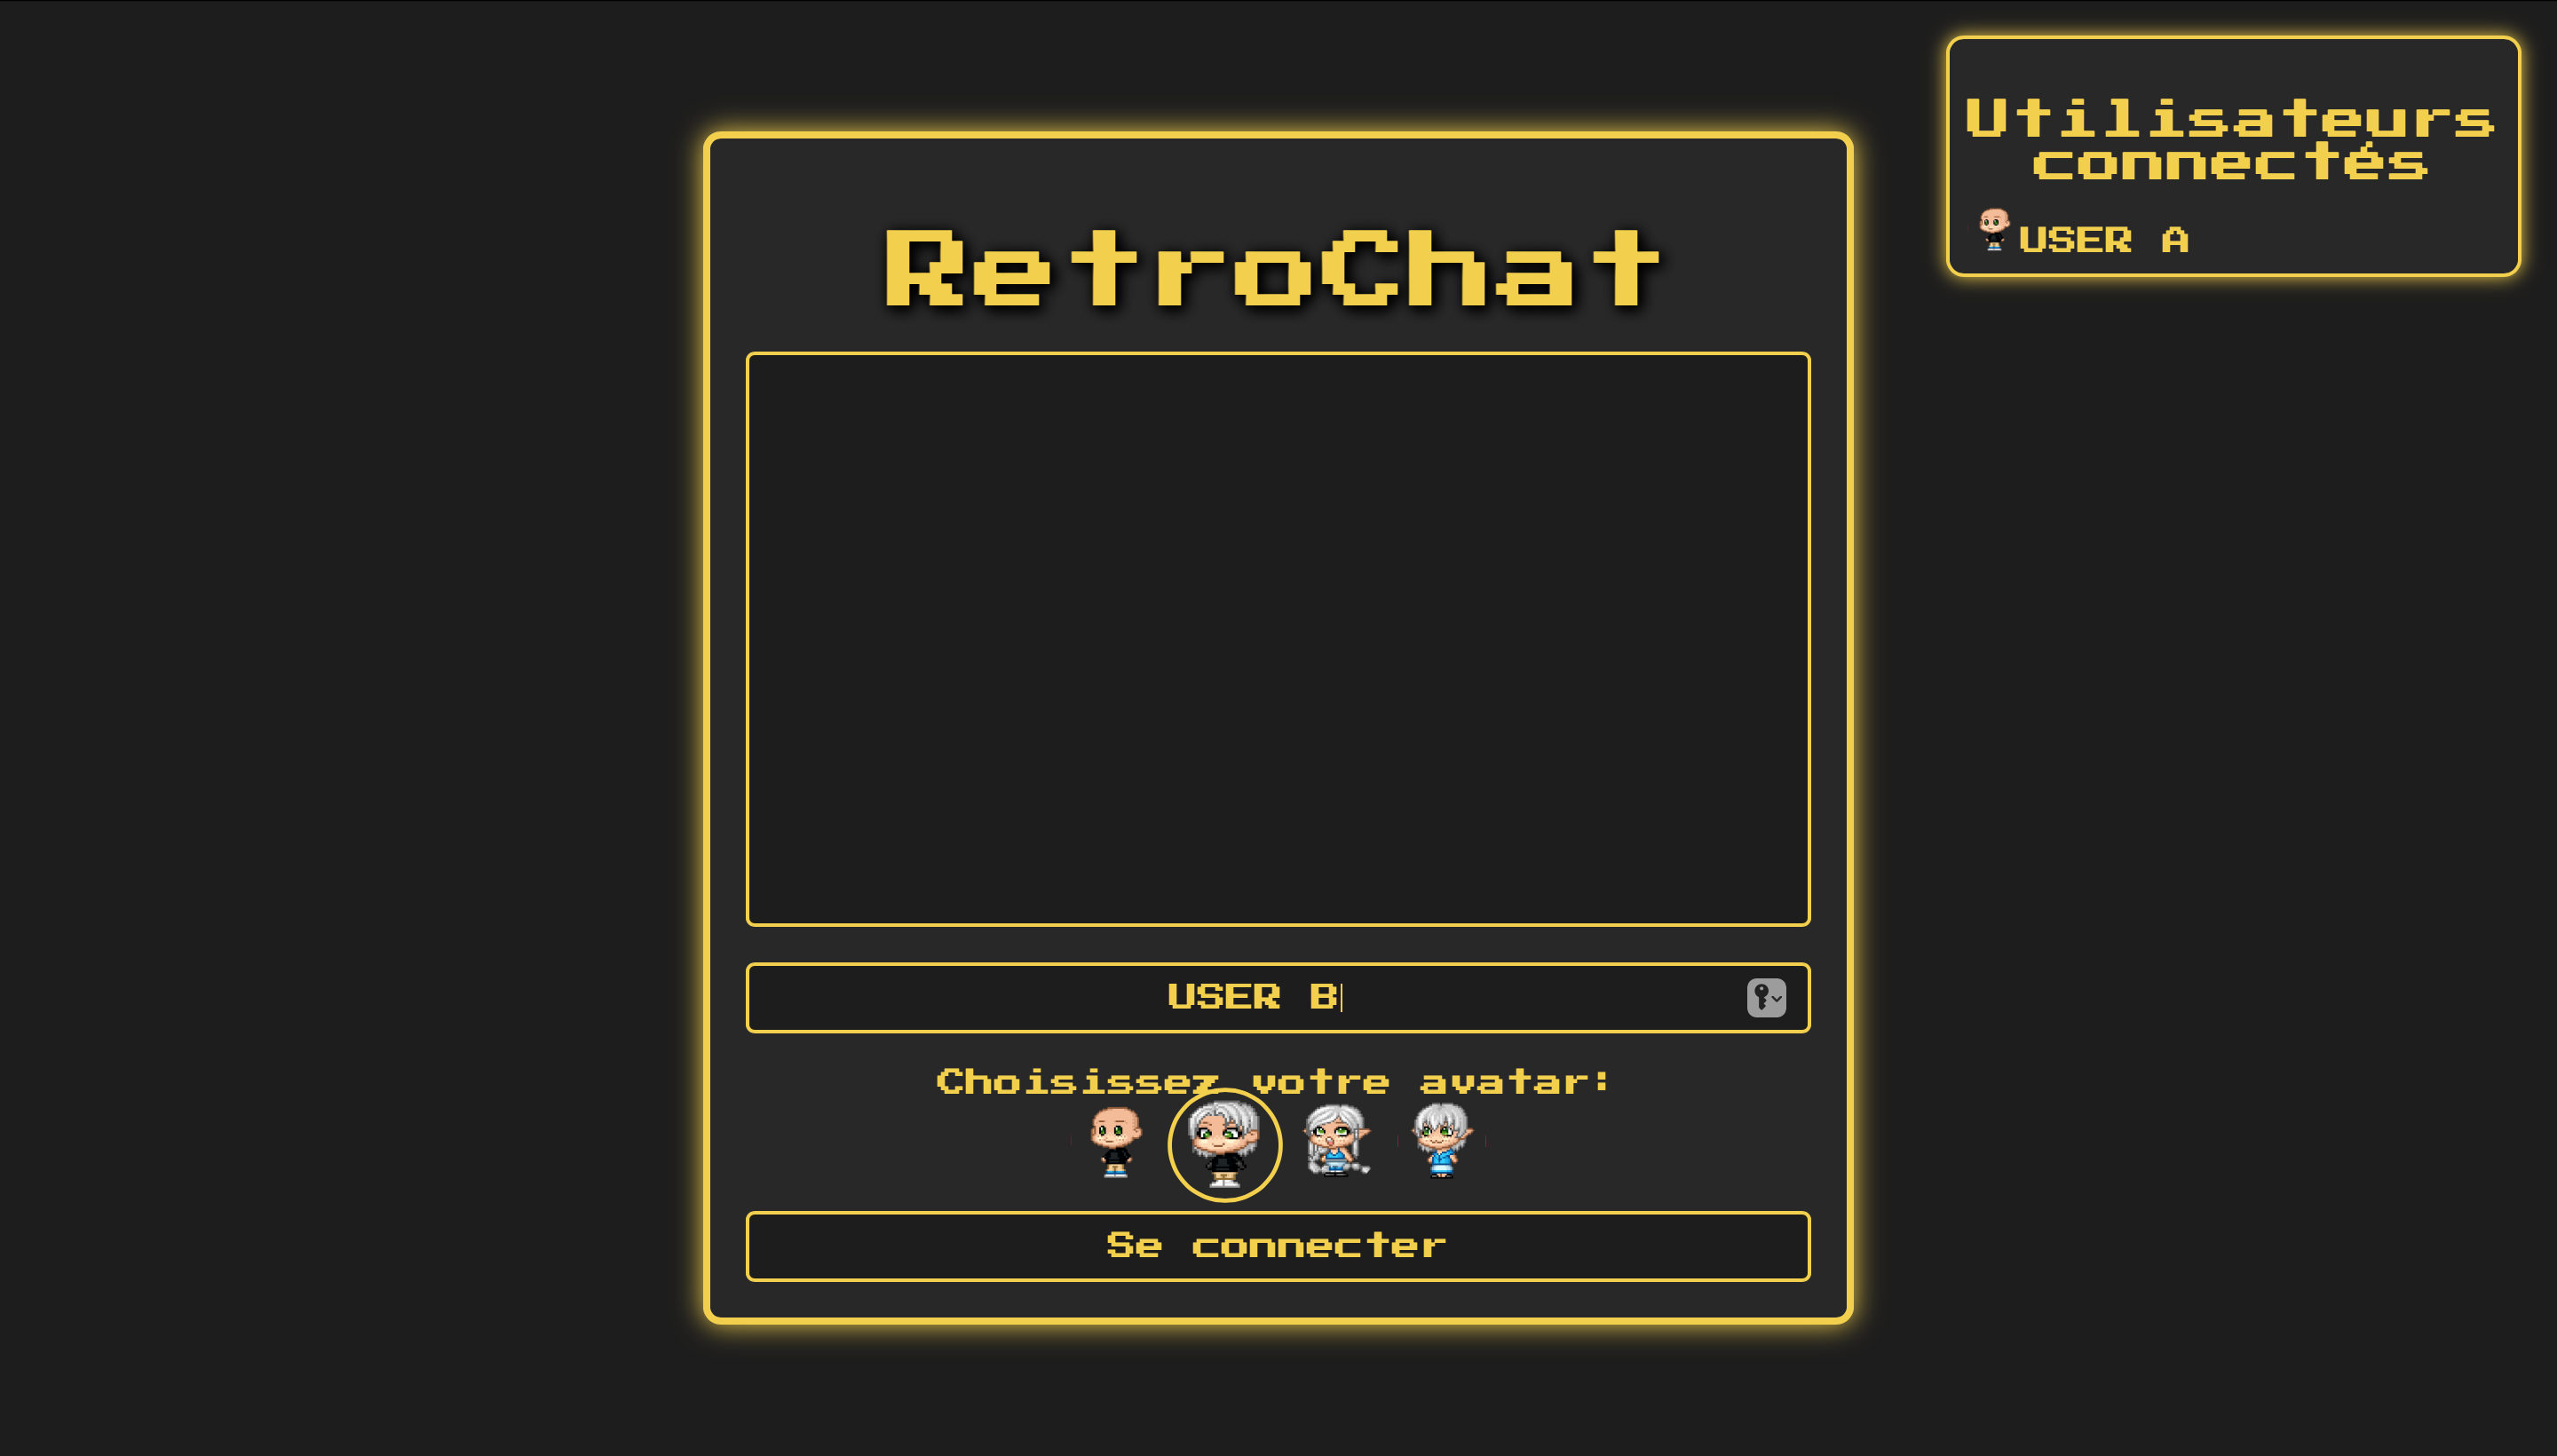 RetroChat
USER B
Choisissez votre avatar:
Se connecter
Utilisateurs
connectés
USER A